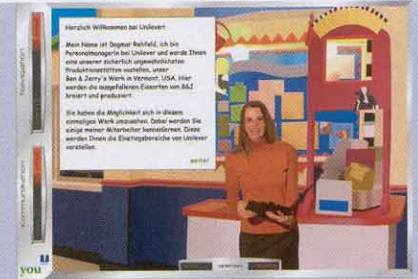 Herzlich Willkommen bei Unilever!
Mein Name ist Dagmar Rehfeld, ich bin
Personalmanagerin bei Unilever und werde Ihnen
eine unserer sicherlich ungewöhnlichsten
Produktionsstätten vostellen, unser
Ben & Jerry's Werk in Vermont, USA. Hier
werden die ausgefallenen Eissorten von B&J
kreiert und produziert.
Sie haben die Möglichkeit sich in diesem
einmaligen Werk umzusehen. Dabei werden Sie
einige meiner Mitarbeiter kennenlernen. Diese
werden Ihnen die Einstiegsbereiche von Unilever
vorstellen.
weiter
Navigation
Kommunikation
you